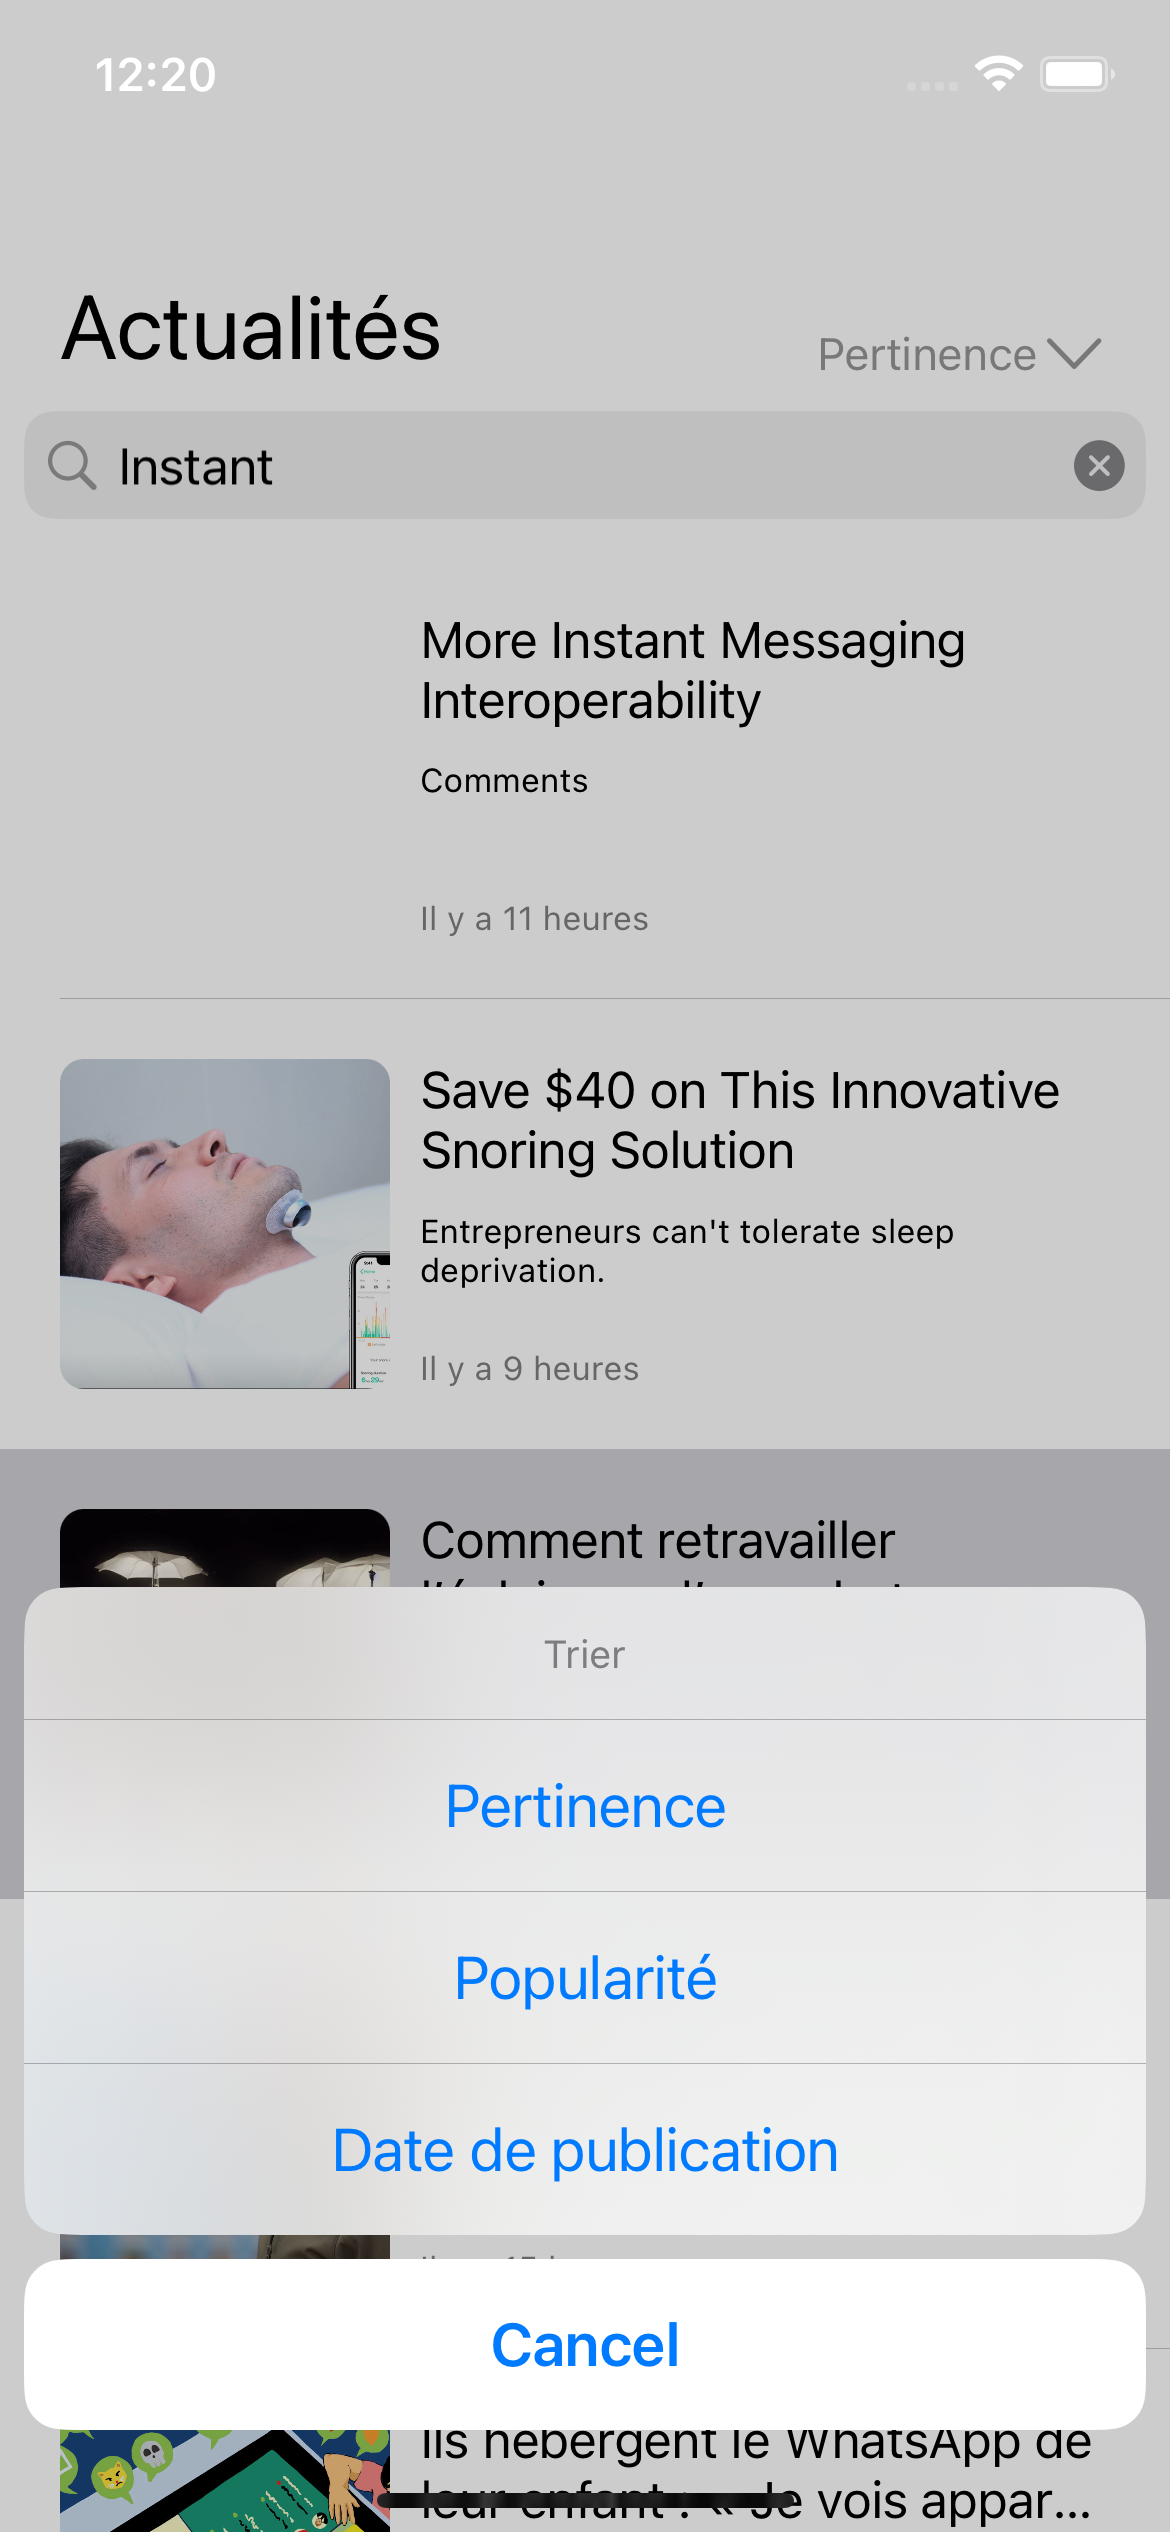 12:20
Actualités
Pertinence
Instant
More Instant Messaging
Interoperability
Comments
Il y a 11 heures
Save $40 on This Innovative
Snoring Solution
Entrepreneurs can't tolerate sleep
deprivation.
Il y a 9 heures
Comment retravailler
Trier
Pertinence
Popularité
Date de publication
Cancel
Ils hébergent le WhatsApp de
leur enfant : « Je vois appar...